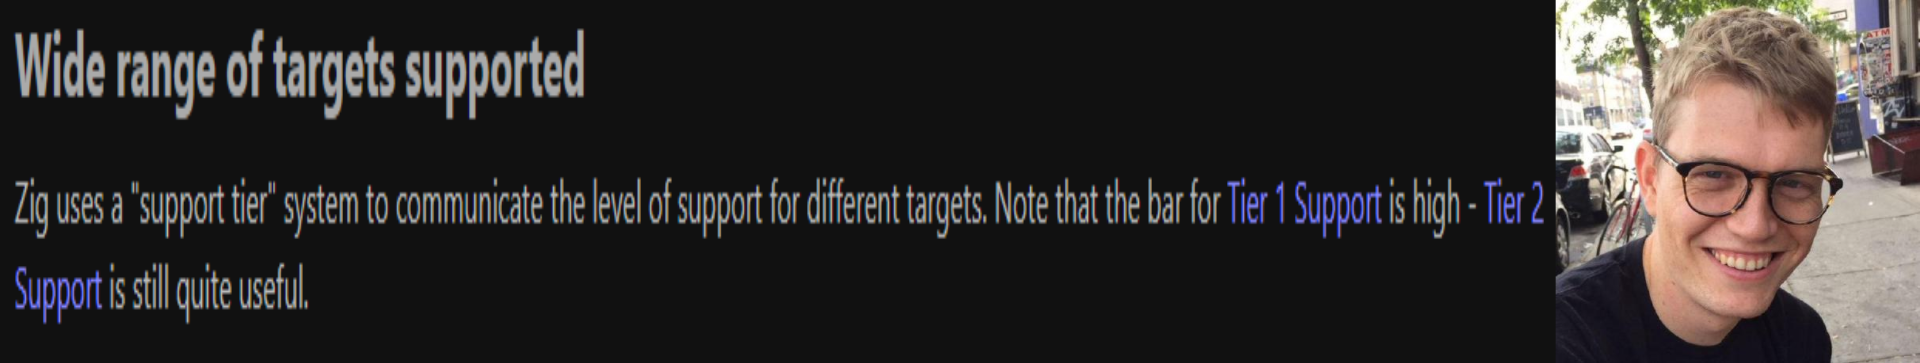 Wide range of targets supported
Zig uses a "support tier" system to communicate the level of support for different targets. Note that the bar for Tier 1 Support is high - Tier 2
Support is still quite useful.
ATM